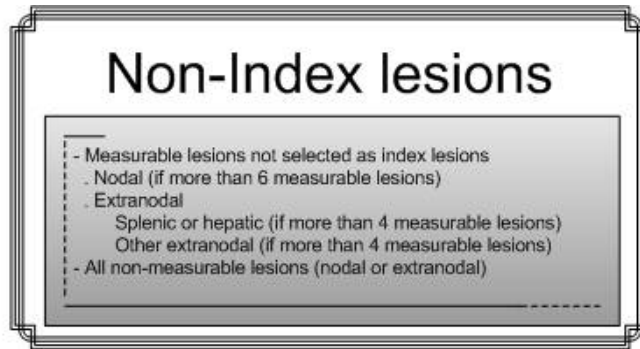 Non-Index lesions
- Measurable lesions not selected as index lesions
. Nodal (if more than 6 measurable lesions)
. Extranodal
Splenic or hepatic (if more than 4 measurable lesions)
Other extranodal (if more than 4 measurable lesions)
- All non-measurable lesions (nodal or extranodal)